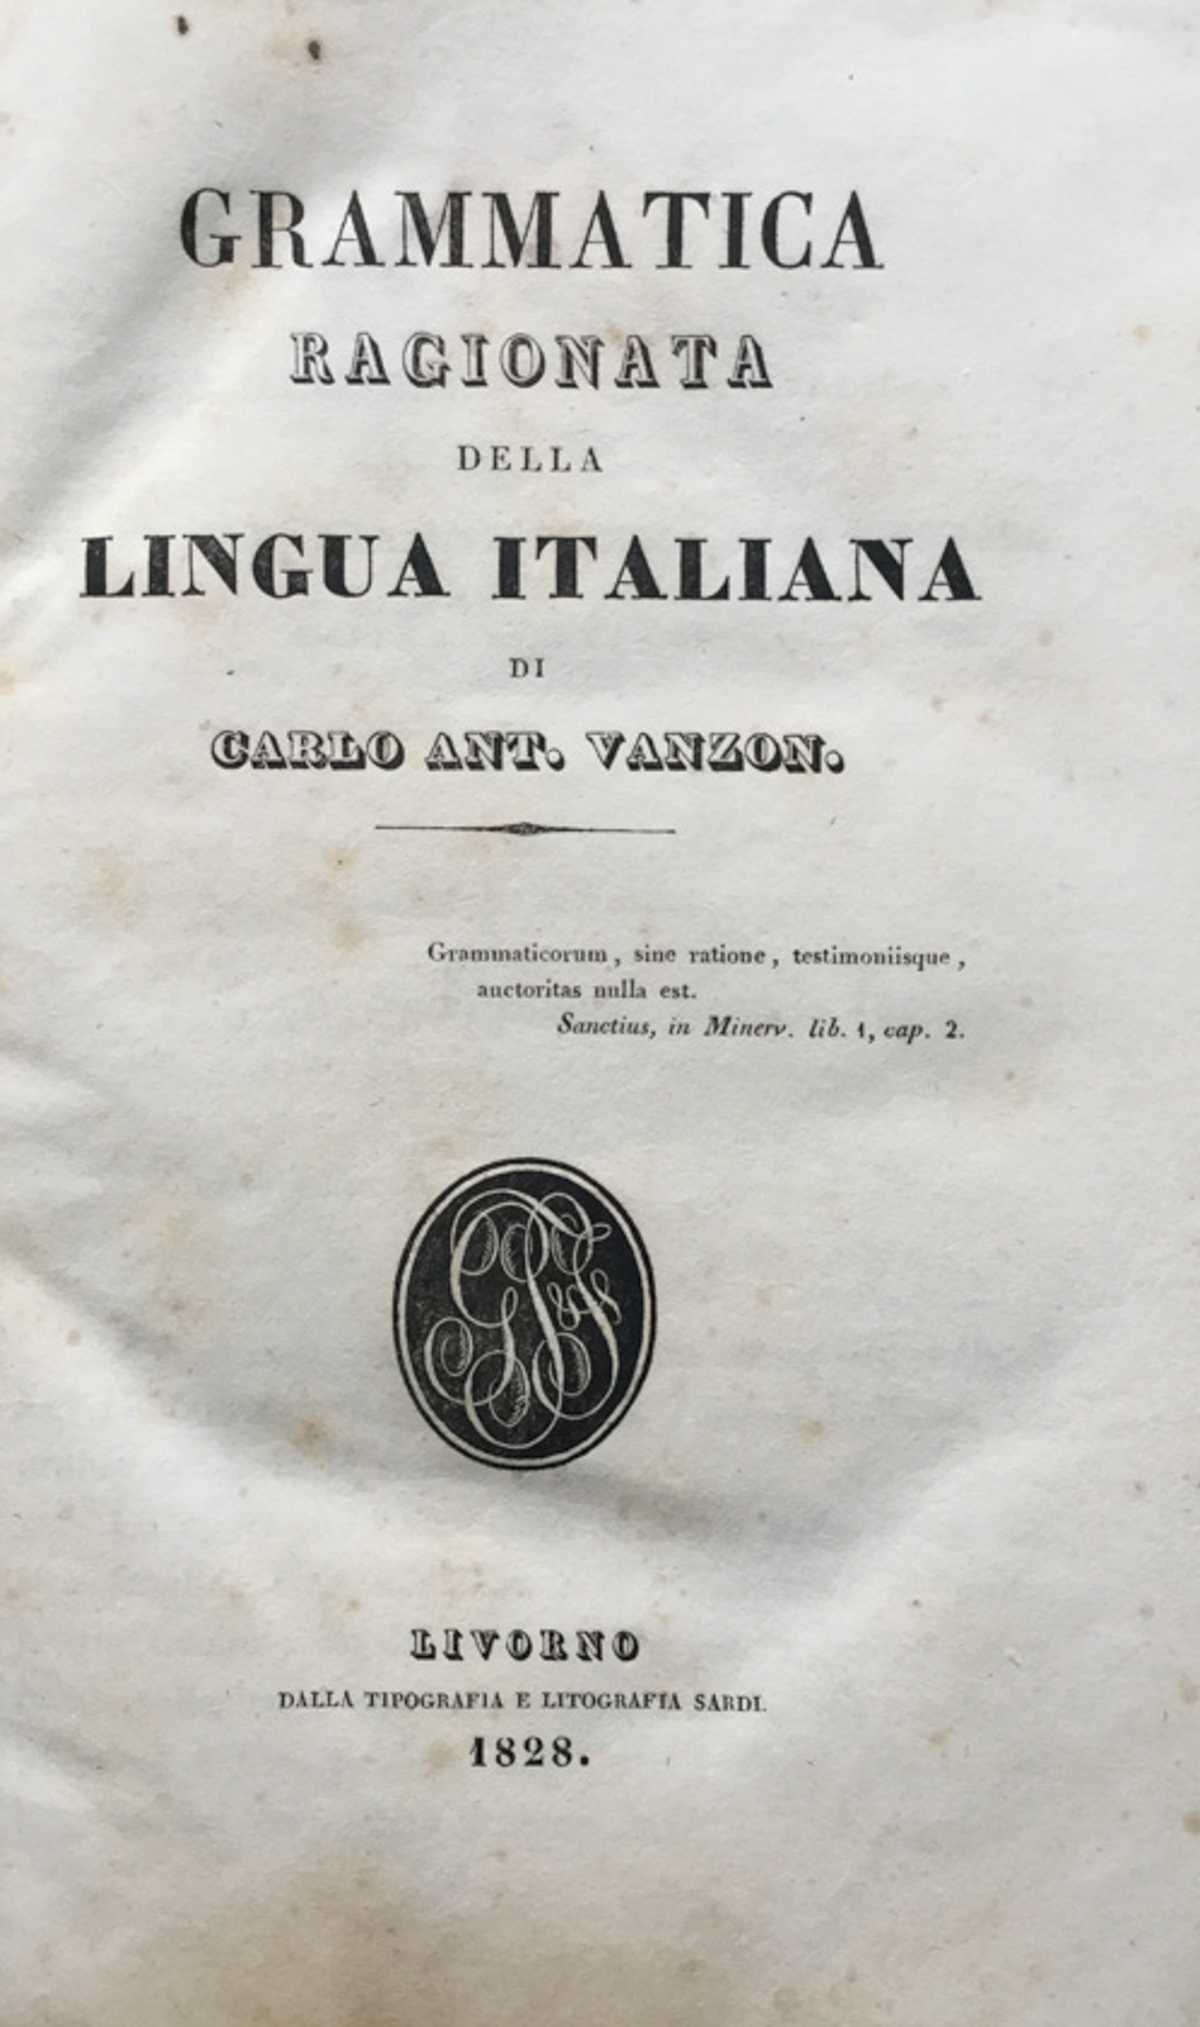 GRAMMATICA
RAGIONATA
DELLA
LINGUA ITALIANA
DI
CARLO ANT. VANZON.
Grammaticorum, sine ratione, testimoniisque,
auctoritas nulla est.
Sanctius, in Minerv. lib. 1, cap. 2.
LIVORNO
DALLA TIPOGRAFIA E LITOGRAFIA SARDI.
1828.